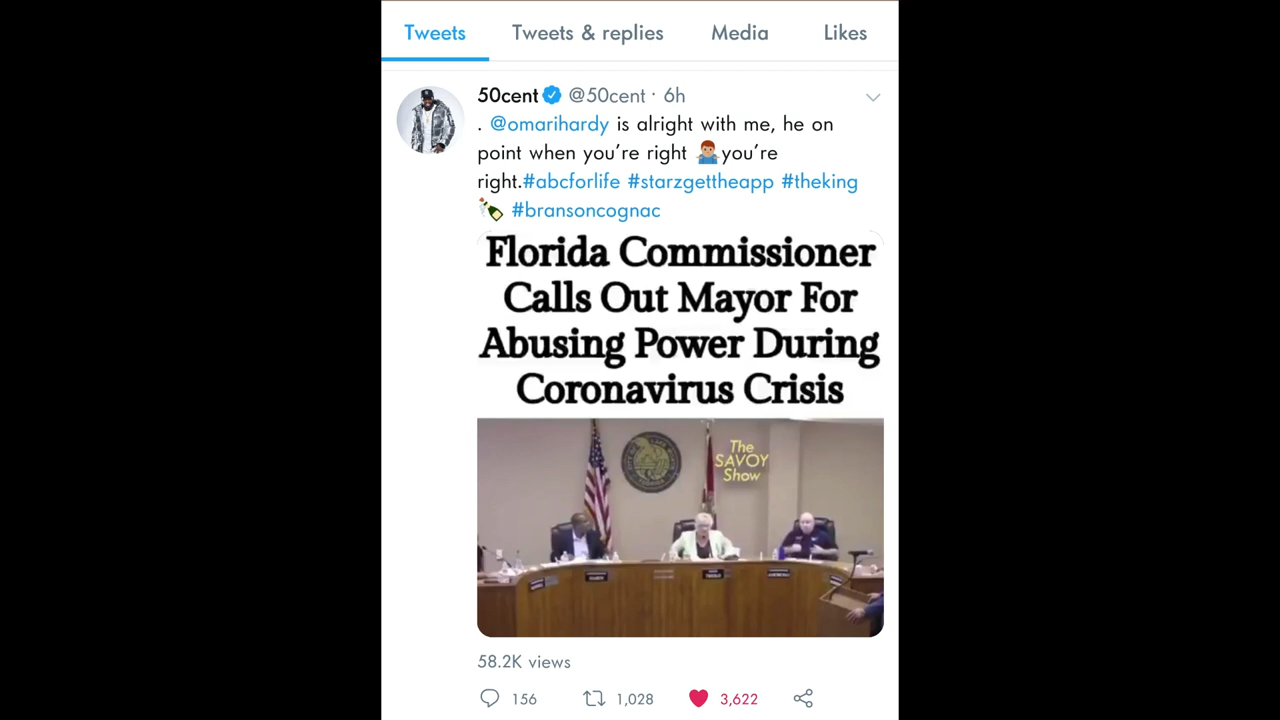 Tweets Tweets & replies Media Likes
50cent @50cent · 6h
. @omarihardy is alright with me, he on
point when you're right 🤷🏽‍♂️you're
right.#abcforlife #starzgettheapp #theking
🍾 #bransoncognac
Florida Commissioner
Calls Out Mayor For
Abusing Power During
Coronavirus Crisis
The
SAVOY
Show
58.2K views
156 1,028 3,622